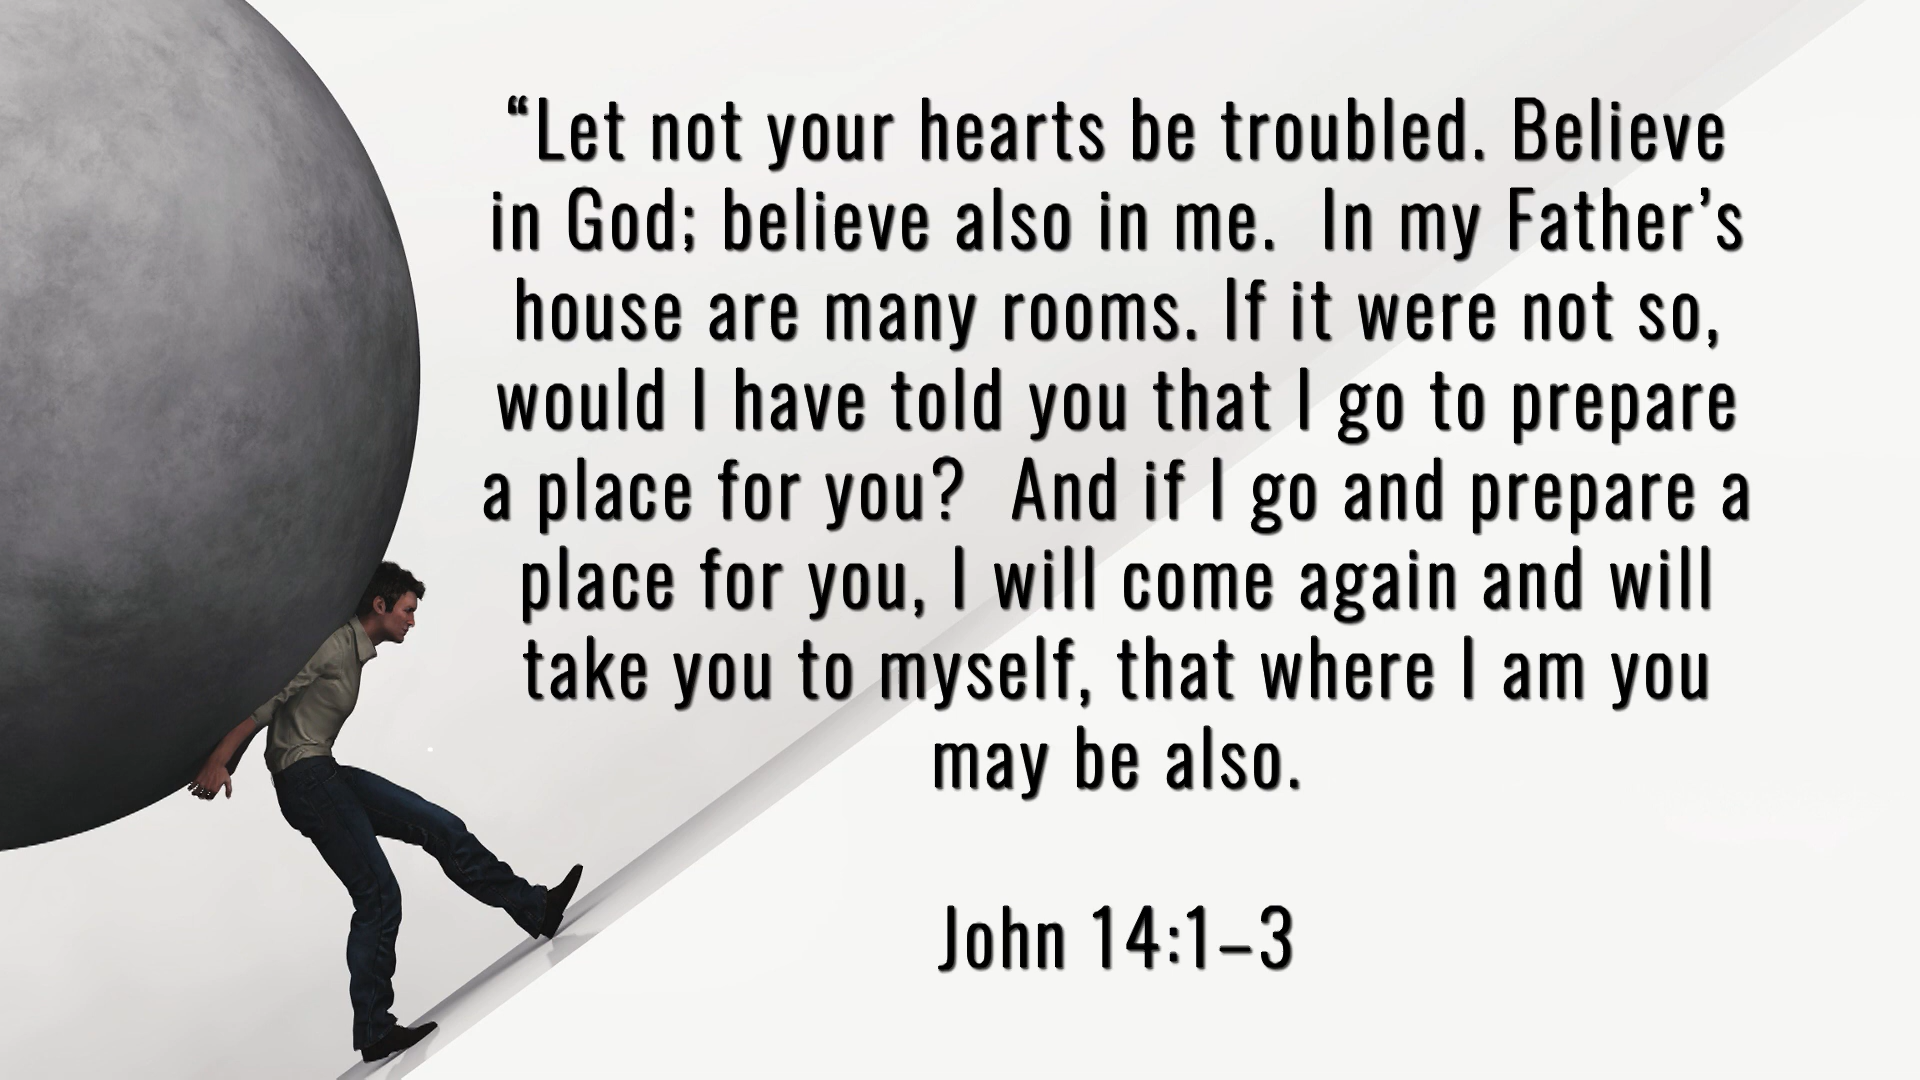 “Let not your hearts be troubled. Believe
in God; believe also in me.  In my Father’s
house are many rooms. If it were not so,
would I have told you that I go to prepare
a place for you?  And if I go and prepare a
place for you, I will come again and will
take you to myself, that where I am you
may be also.
John 14:1–3